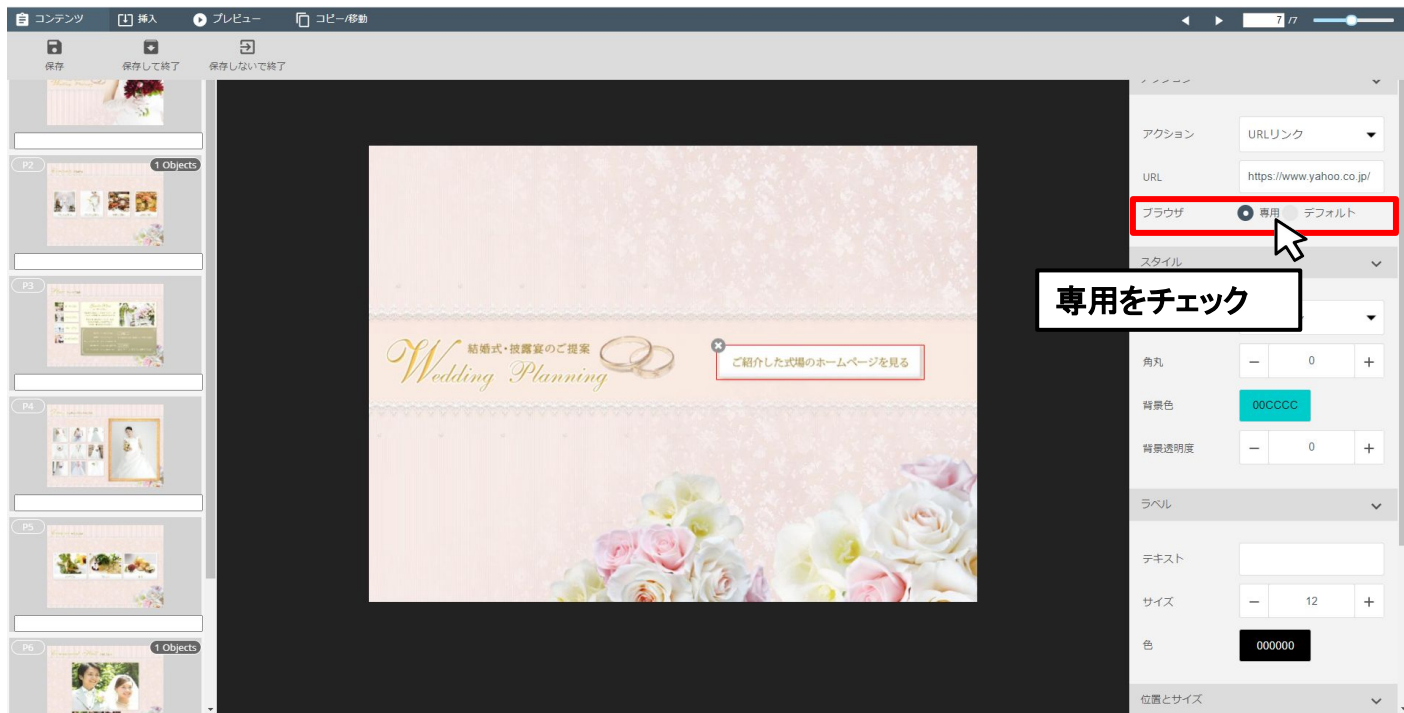 コンテンツ
挿入
プレビュー
コピー/移動
7 /7
保存
保存して終了
保存しないで終了
P2
1 Objects
P3
P4
P5
P6
1 Objects
結婚式・披露宴のご提案
Wedding Planning
ご紹介した式場のホームページを見る
アクション
アクション
URLリンク
URL
https://www.yahoo.co.jp/
ブラウザ
専用
デフォルト
スタイル
専用をチェック
角丸
− 0 +
背景色
00CCCC
背景透明度
− 0 +
ラベル
テキスト
サイズ
− 12 +
色
000000
位置とサイズ